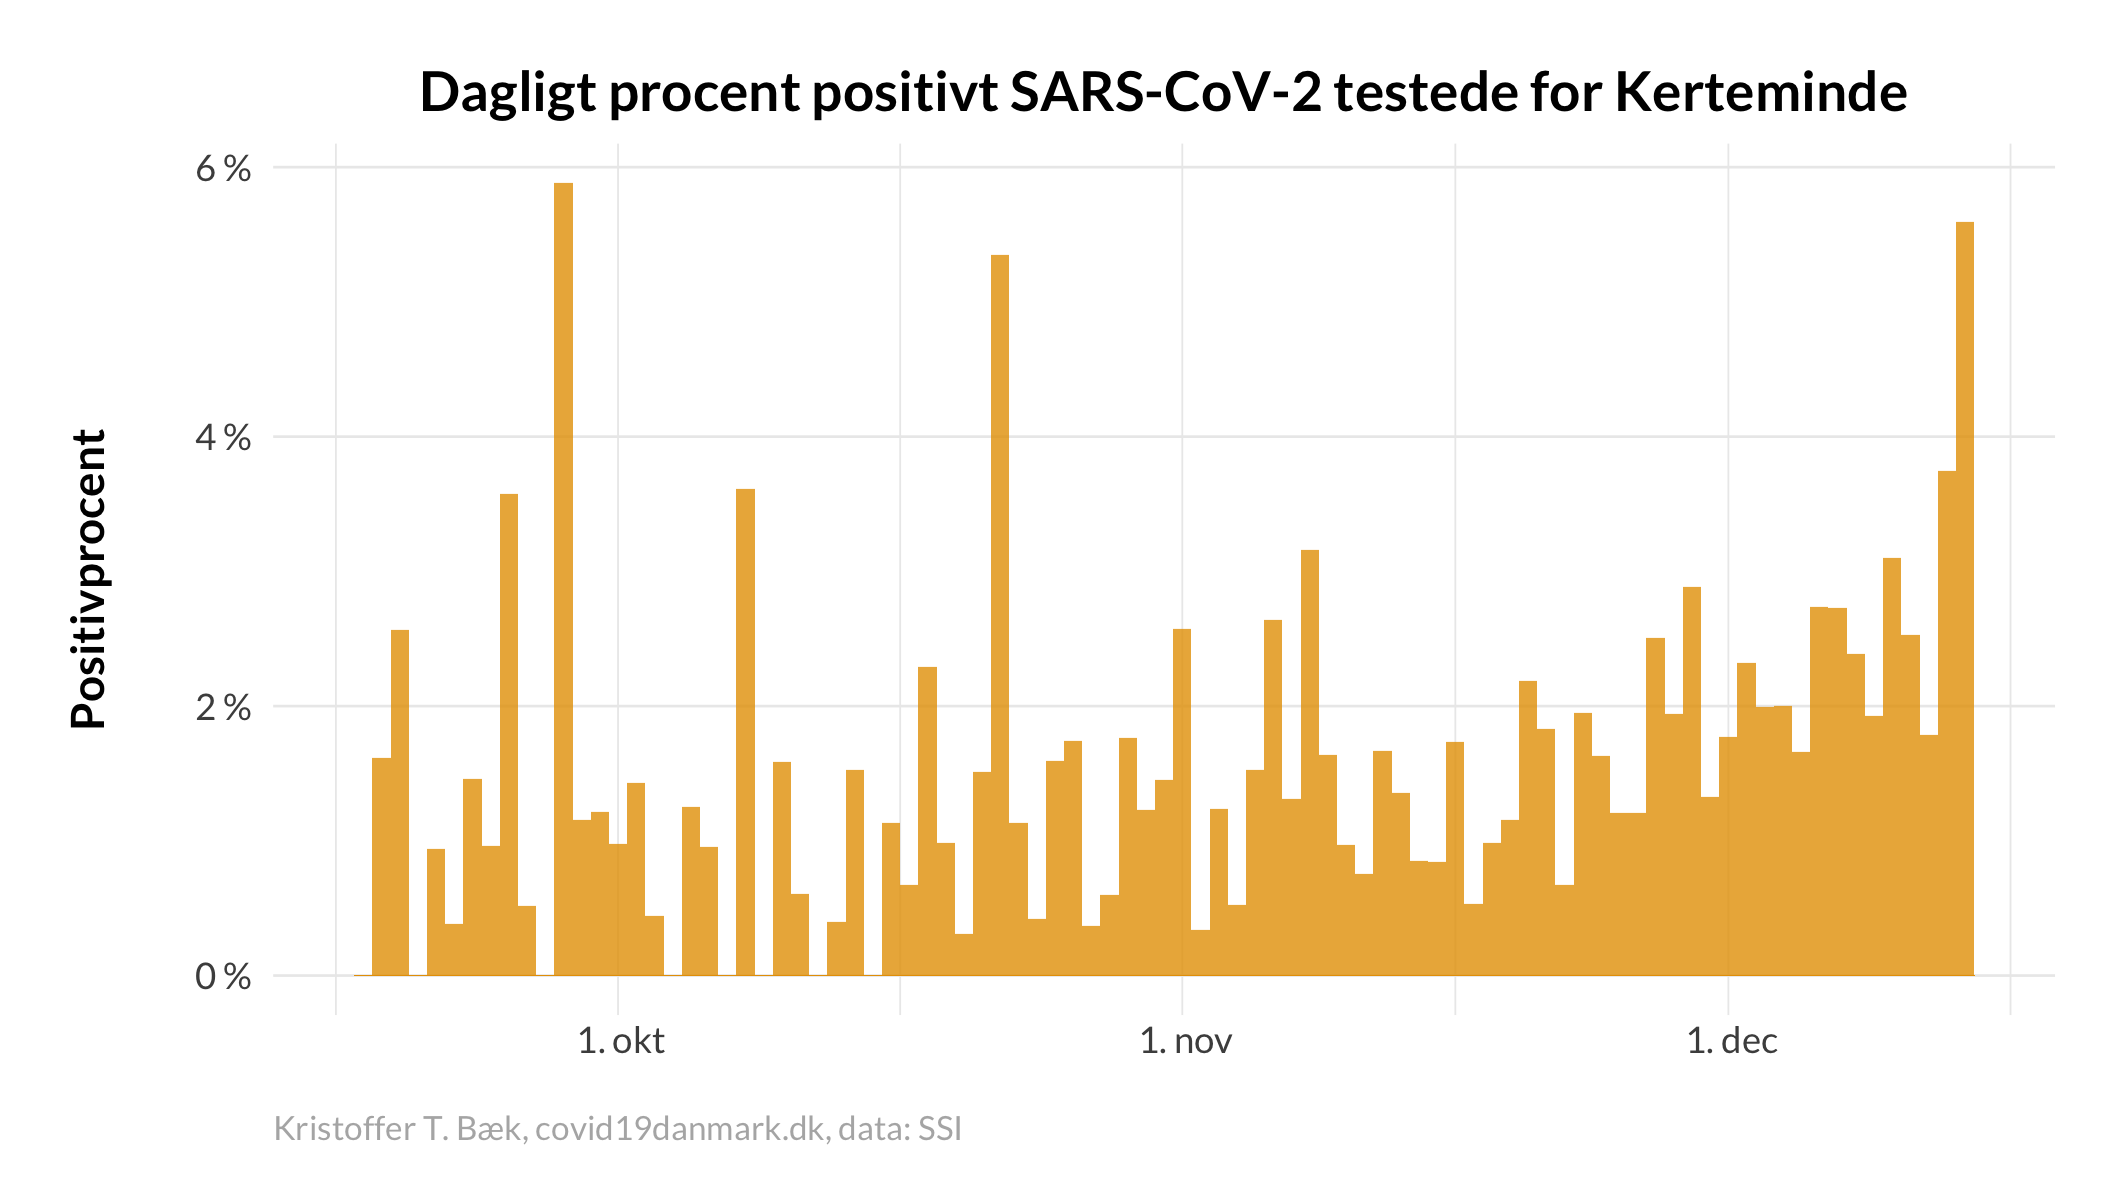 Dagligt procent positivt SARS-CoV-2 testede for Kerteminde
Positivprocent
6 %
4 %
2 %
0 %
1. okt
1. nov
1. dec
Kristoffer T. Bæk, covid19danmark.dk, data: SSI